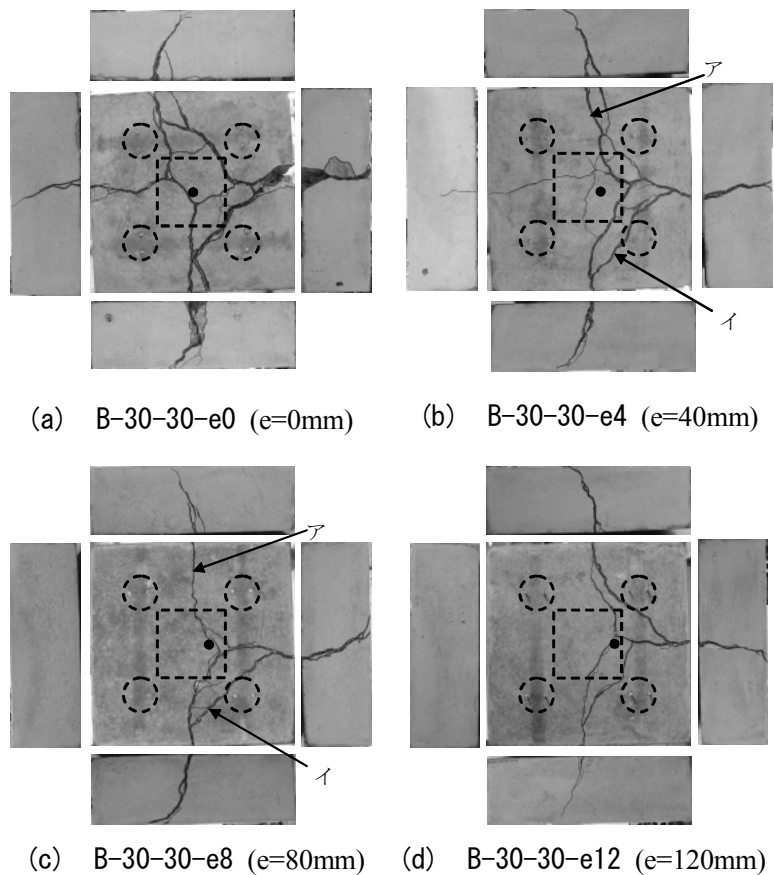 ア
イ
(a) B-30-30-e0 (e=0mm)
(b) B-30-30-e4 (e=40mm)
ア
イ
(c) B-30-30-e8 (e=80mm)
(d) B-30-30-e12 (e=120mm)